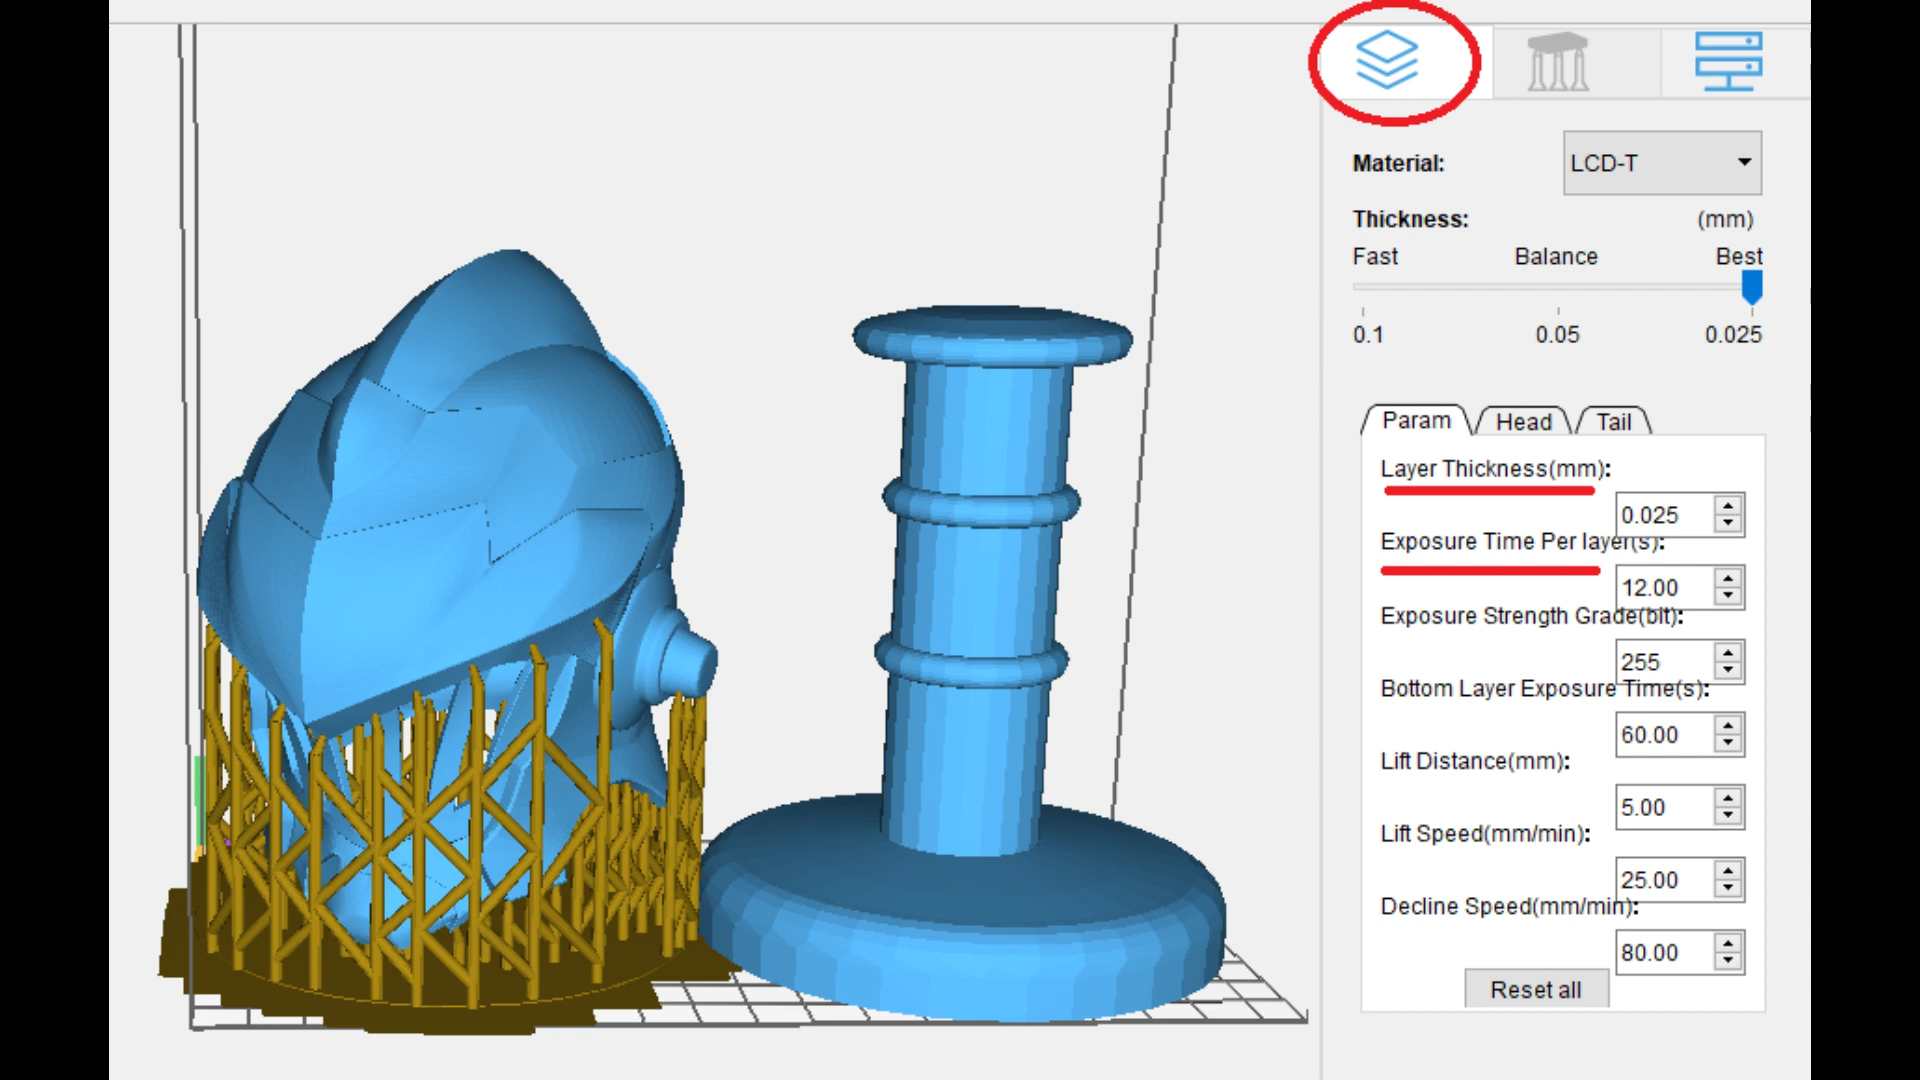 Material: LCD-T
Thickness: (mm)
Fast Balance Best
0.1 0.05 0.025
Param Head Tail
Layer Thickness(mm):
0.025
Exposure Time Per layer(s):
12.00
Exposure Strength Grade(bit):
255
Bottom Layer Exposure Time(s):
60.00
Lift Distance(mm):
5.00
Lift Speed(mm/min):
25.00
Decline Speed(mm/min):
80.00
Reset all